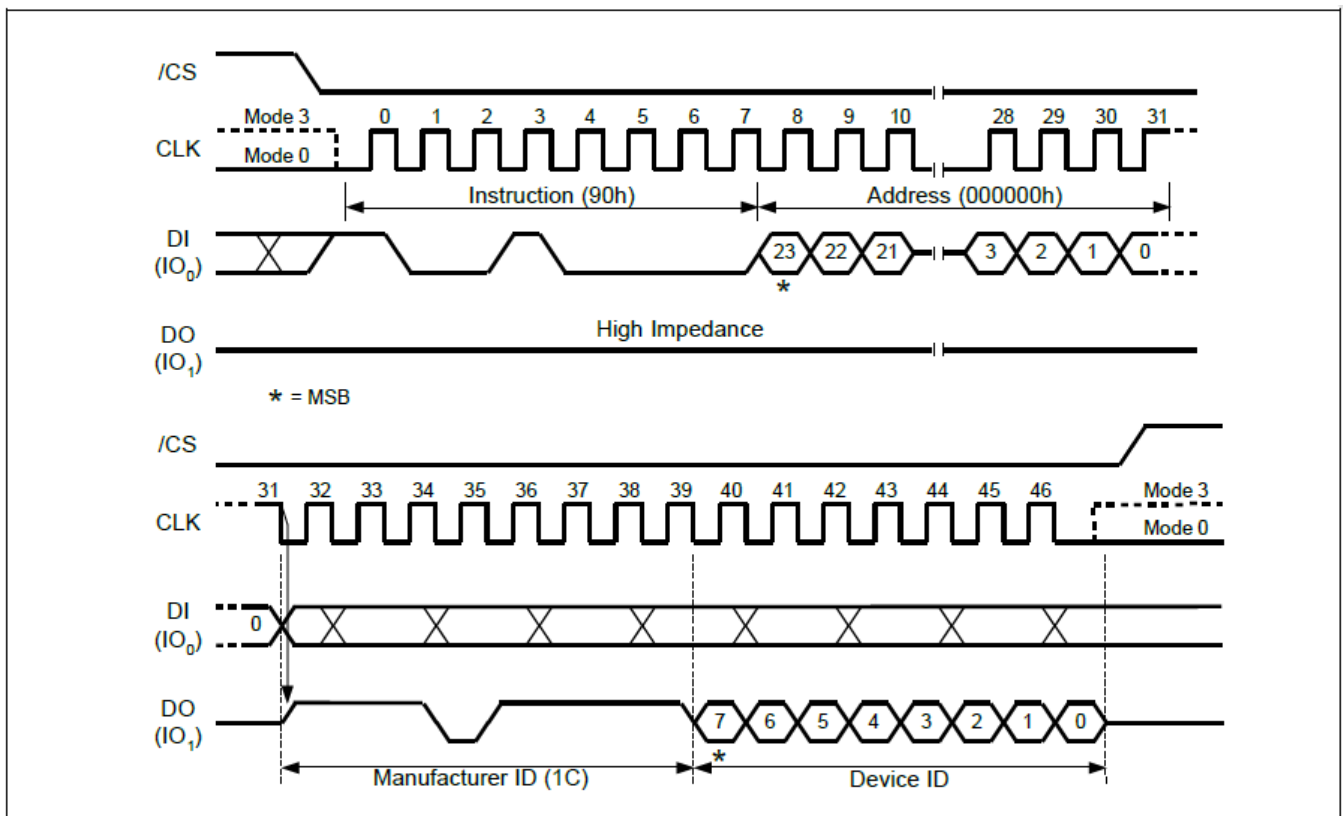 /CS
Mode 3 0 1 2 3 4 5 6 7 8 9 10 28 29 30 31
CLK
Mode 0
Instruction (90h) Address (000000h)
DI
(IO0)
23 22 21 3 2 1 0
*
DO
(IO1)
High Impedance
* = MSB
/CS
31 32 33 34 35 36 37 38 39 40 41 42 43 44 45 46 Mode 3
CLK
Mode 0
DI
(IO0)
0
DO
(IO1)
7 6 5 4 3 2 1 0
*
Manufacturer ID (1C) Device ID